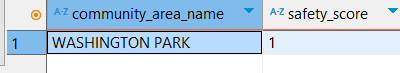 A-Z community_area_name A-Z safety_score
1 WASHINGTON PARK 1